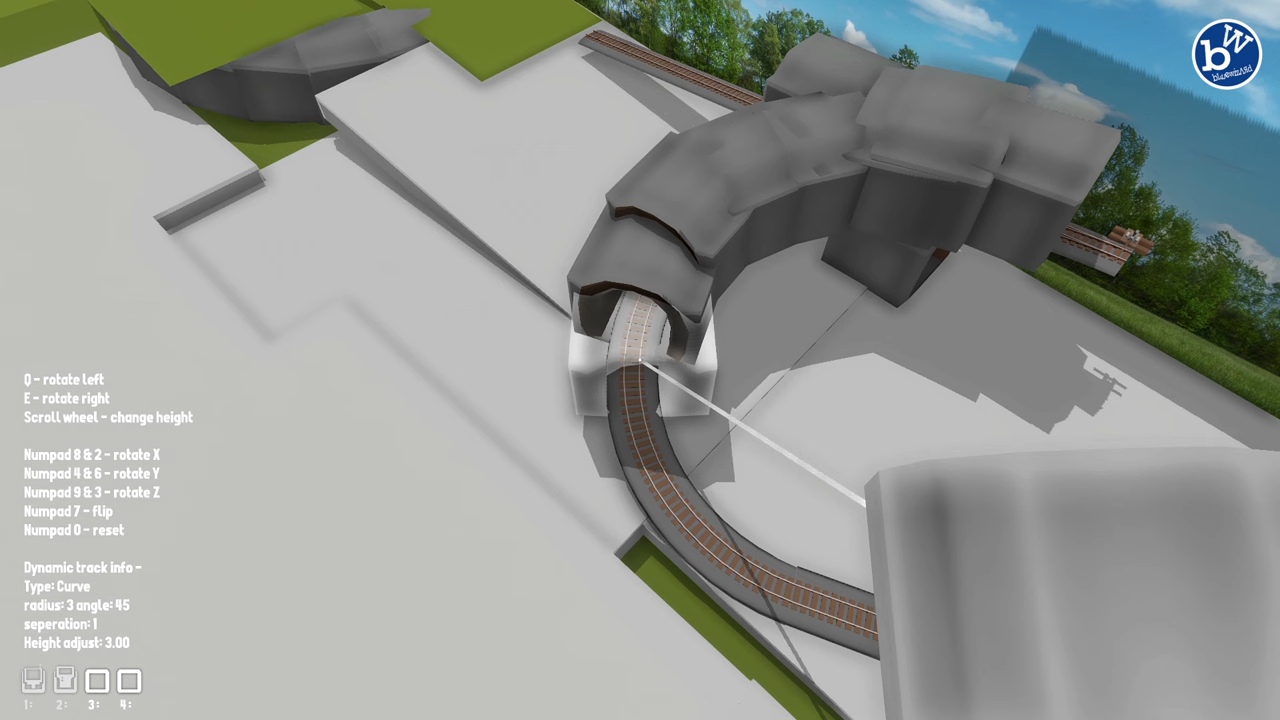 bW
bluewizard
Q - rotate left
E - rotate right
Scroll wheel - change height
Numpad 8 & 2 - rotate X
Numpad 4 & 6 - rotate Y
Numpad 9 & 3 - rotate Z
Numpad 7 - flip
Numpad 0 - reset
Dynamic track info -
Type: Curve
radius: 3 angle: 45
seperation: 1
Height adjust: 3.00
1: 2: 3: 4: